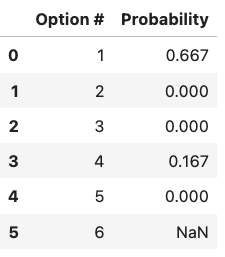 Option # Probability
0 1 0.667
1 2 0.000
2 3 0.000
3 4 0.167
4 5 0.000
5 6 NaN